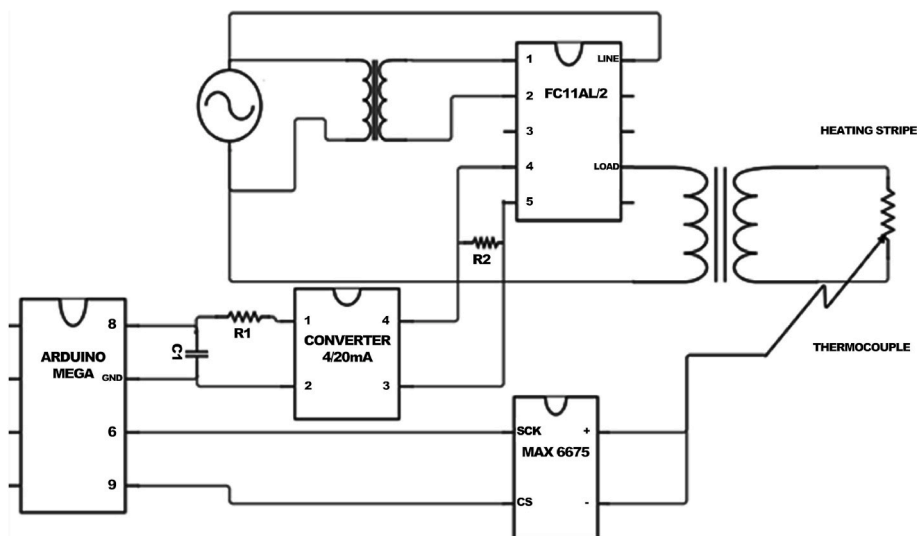 1
LINE
FC11AL/2
2
3
4
LOAD
5
HEATING STRIPE
R2
8
R1
1
4
CONVERTER
4/20mA
ARDUINO
MEGA
C1
GND
2
3
THERMOCOUPLE
6
SCK
+
MAX 6675
9
CS
-